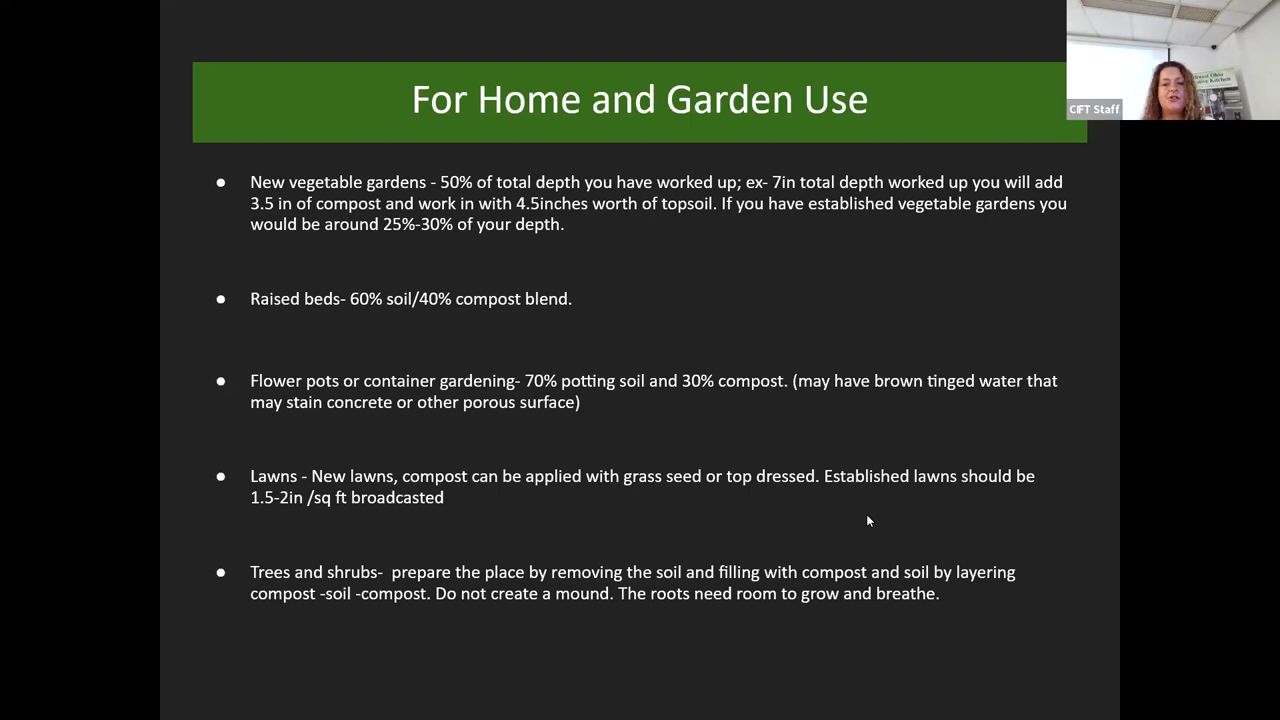 For Home and Garden Use
CIFT Staff
● New vegetable gardens - 50% of total depth you have worked up; ex- 7in total depth worked up you will add
3.5 in of compost and work in with 4.5inches worth of topsoil. If you have established vegetable gardens you
would be around 25%-30% of your depth.
● Raised beds- 60% soil/40% compost blend.
● Flower pots or container gardening- 70% potting soil and 30% compost. (may have brown tinged water that
may stain concrete or other porous surface)
● Lawns - New lawns, compost can be applied with grass seed or top dressed. Established lawns should be
1.5-2in /sq ft broadcasted
● Trees and shrubs-  prepare the place by removing the soil and filling with compost and soil by layering
compost -soil -compost. Do not create a mound. The roots need room to grow and breathe.